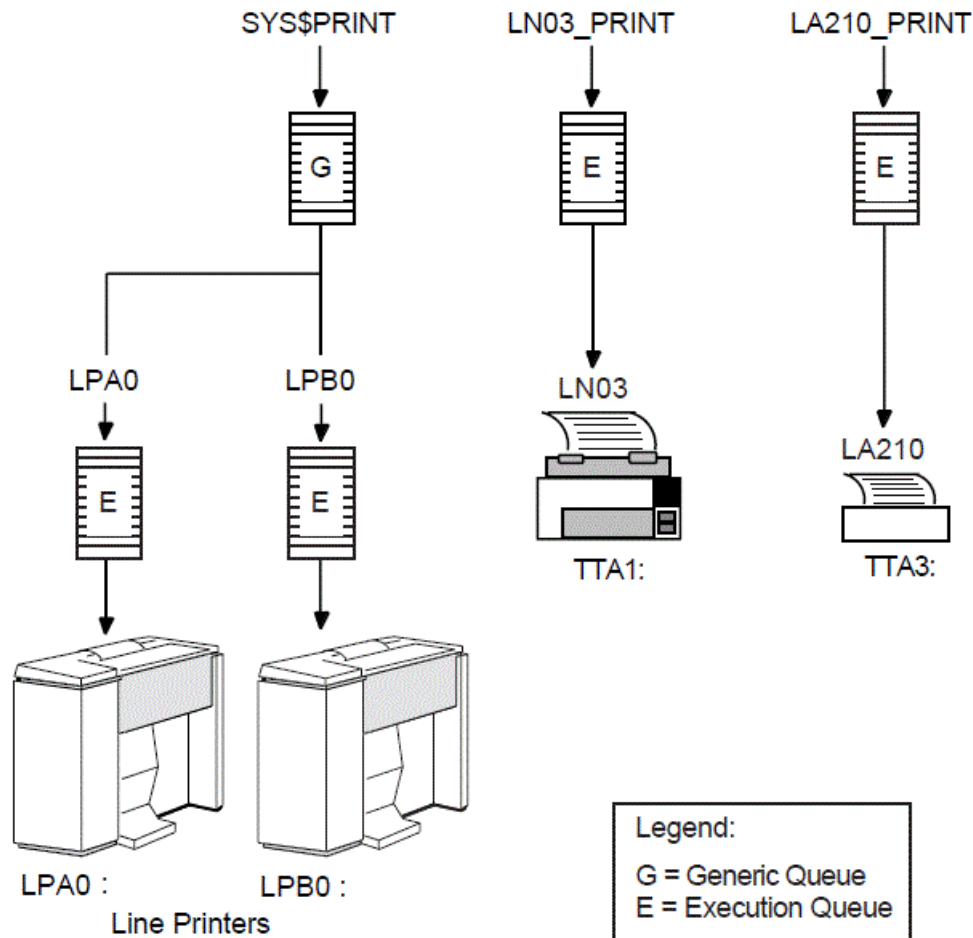 SYS$PRINT
LN03_PRINT
LA210_PRINT
G
E
E
LPA0
LPB0
LN03
LA210
E
E
TTA1:
TTA3:
LPA0 :
LPB0 :
Line Printers
Legend:
G = Generic Queue
E = Execution Queue